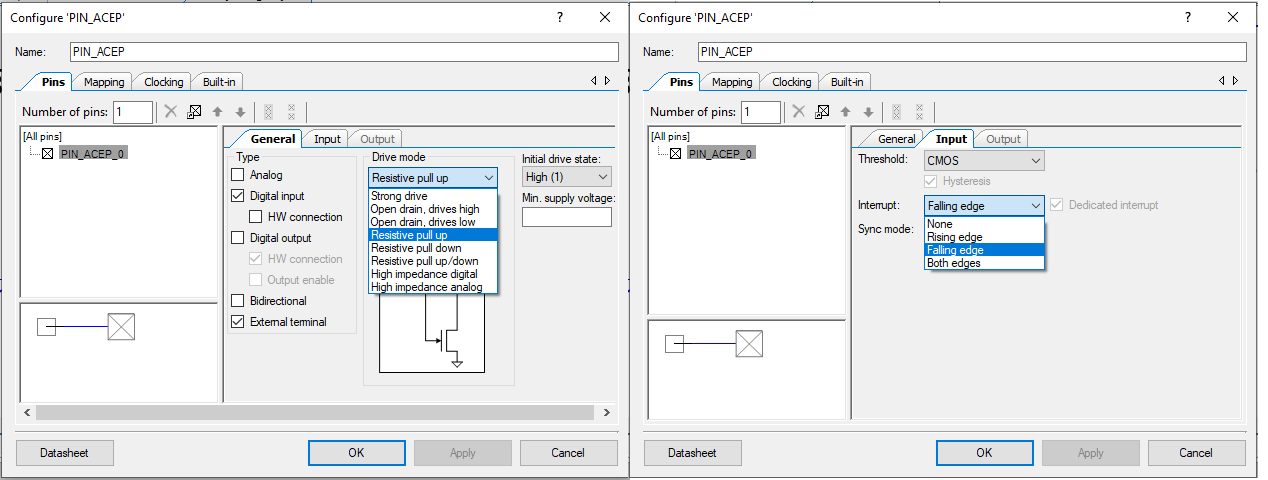 Configure 'PIN_ACEP'
?
Name:
PIN_ACEP
Pins
Mapping
Clocking
Built-in
Number of pins:
1
[All pins]
PIN_ACEP_0
General
Input
Output
Type
Analog
Digital input
HW connection
Digital output
HW connection
Output enable
Bidirectional
External terminal
Drive mode
Resistive pull up
Strong drive
Open drain, drives high
Open drain, drives low
Resistive pull up
Resistive pull down
Resistive pull up/down
High impedance digital
High impedance analog
Initial drive state:
High (1)
Min. supply voltage:
Datasheet
OK
Apply
Cancel
Configure 'PIN_ACEP'
?
Name:
PIN_ACEP
Pins
Mapping
Clocking
Built-in
Number of pins:
1
[All pins]
PIN_ACEP_0
General
Input
Output
Threshold:
CMOS
Hysteresis
Interrupt:
Falling edge
Dedicated interrupt
None
Rising edge
Falling edge
Both edges
Sync mode:
Datasheet
OK
Apply
Cancel